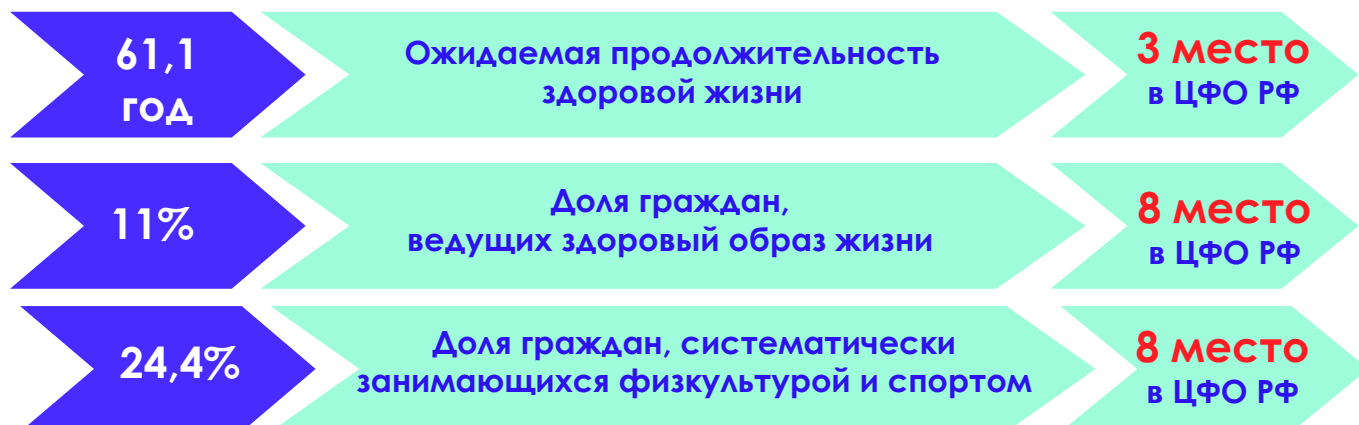 61,1
год
Ожидаемая продолжительность
здоровой жизни
3 место
в ЦФО РФ
11%
Доля граждан,
ведущих здоровый образ жизни
8 место
в ЦФО РФ
24,4%
Доля граждан, систематически
занимающихся физкультурой и спортом
8 место
в ЦФО РФ